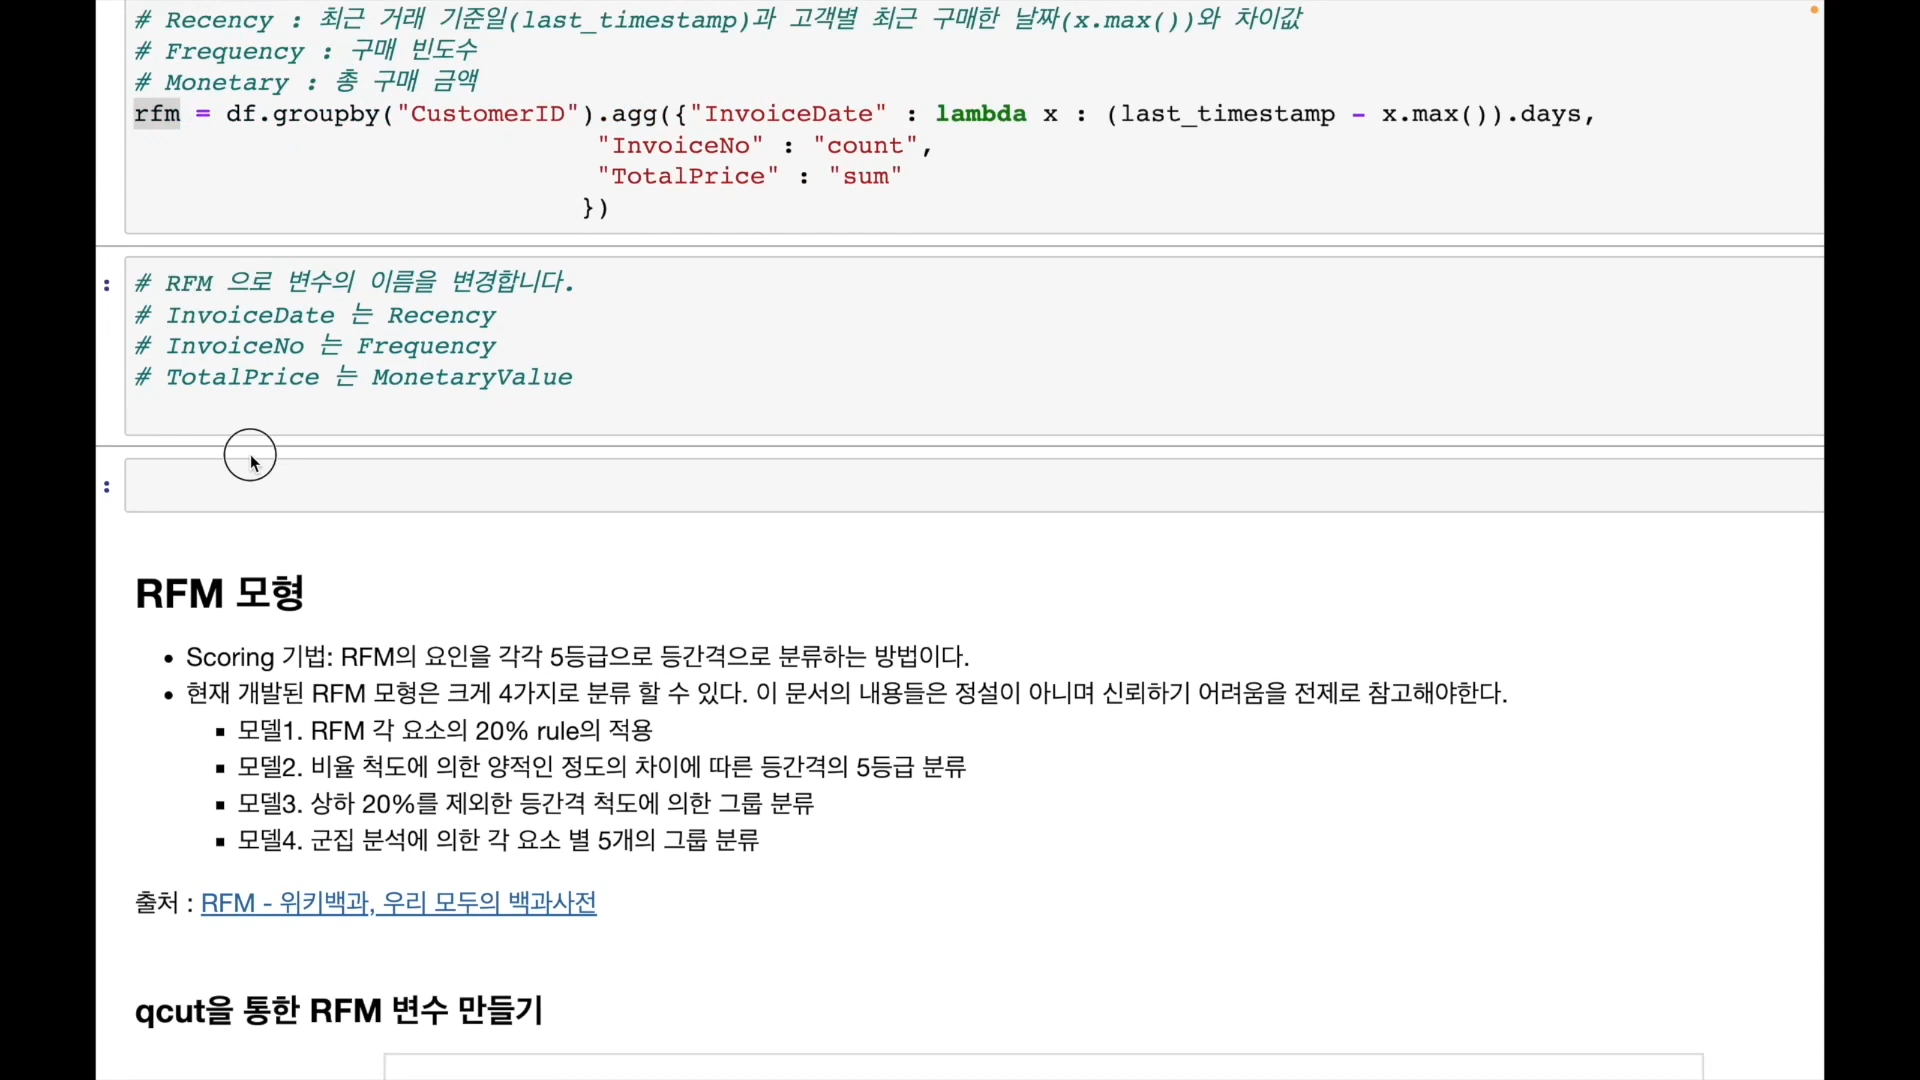 # Recency : 최근 거래 기준일(last_timestamp)과 고객별 최근 구매한 날짜(x.max())와 차이값
# Frequency : 구매 빈도수
# Monetary : 총 구매 금액
rfm = df.groupby("CustomerID").agg({"InvoiceDate" : lambda x : (last_timestamp - x.max()).days,
"InvoiceNo" : "count",
"TotalPrice" : "sum"
})
# RFM 으로 변수의 이름을 변경합니다.
# InvoiceDate 는 Recency
# InvoiceNo 는 Frequency
# TotalPrice 는 MonetaryValue
RFM 모형
• Scoring 기법: RFM의 요인을 각각 5등급으로 등간격으로 분류하는 방법이다.
• 현재 개발된 RFM 모형은 크게 4가지로 분류 할 수 있다. 이 문서의 내용들은 정설이 아니며 신뢰하기 어려움을 전제로 참고해야한다.
▪ 모델1. RFM 각 요소의 20% rule의 적용
▪ 모델2. 비율 척도에 의한 양적인 정도의 차이에 따른 등간격의 5등급 분류
▪ 모델3. 상하 20%를 제외한 등간격 척도에 의한 그룹 분류
▪ 모델4. 군집 분석에 의한 각 요소 별 5개의 그룹 분류
출처 : RFM - 위키백과, 우리 모두의 백과사전
qcut을 통한 RFM 변수 만들기